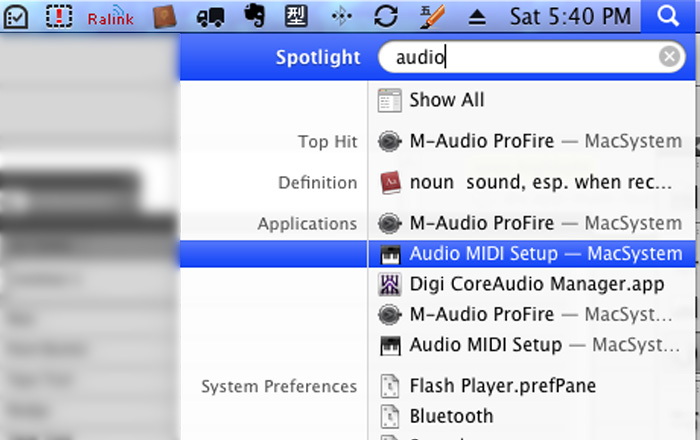 Ralink 型 五 Sat 5:40 PM
Spotlight audio
Show All
Top Hit M-Audio ProFire — MacSystem
Definition noun sound, esp. when rec...
Applications M-Audio ProFire — MacSystem
Audio MIDI Setup — MacSystem
Digi CoreAudio Manager.app
M-Audio ProFire — MacSyst...
Audio MIDI Setup — MacSyst...
System Preferences Flash Player.prefPane
Bluetooth